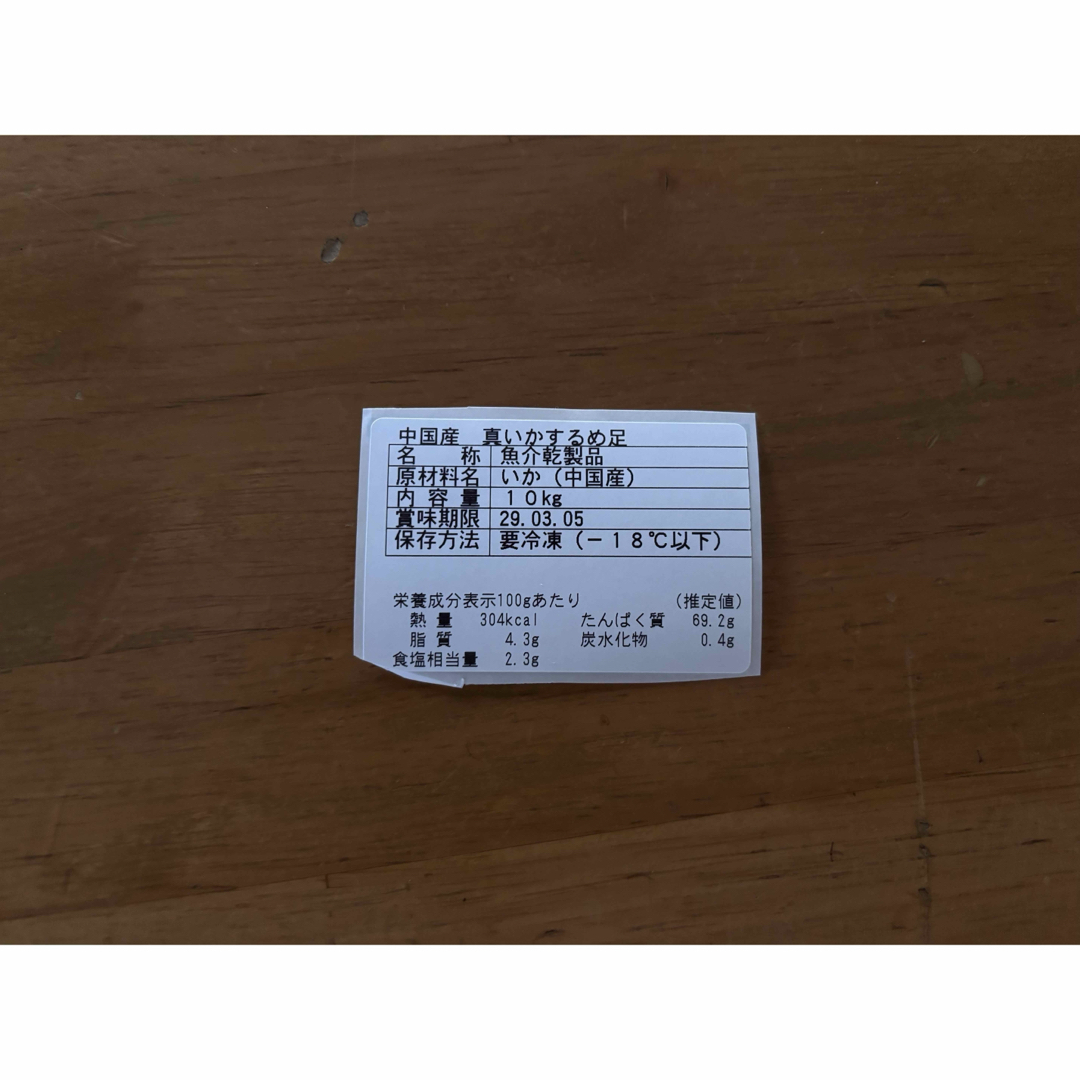 中国産　真いかするめ足
名　　称　魚介乾製品
原材料名　いか（中国産）
内 容 量　１０kg
賞味期限　29.03.05
保存方法　要冷凍（－１８℃以下）
栄養成分表示100gあたり　（推定値）
熱 量　304kcal　たんぱく質　69.2g
脂 質　4.3g　炭水化物　0.4g
食塩相当量　2.3g